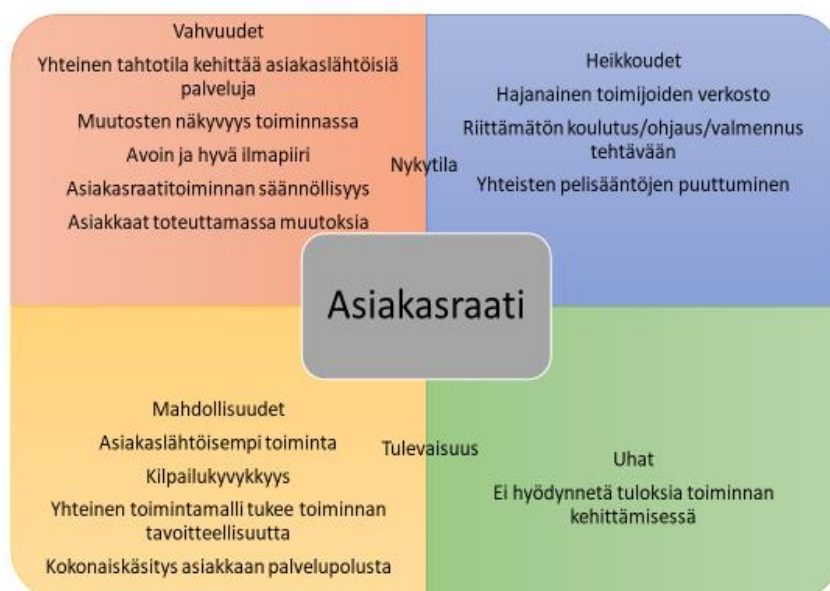 Vahvuudet
Yhteinen tahtotila kehittää asiakaslähtöisiä
palveluja
Muutosten näkyvyys toiminnassa
Avoin ja hyvä ilmapiiri
Asiakasraatitoiminnan säännöllisyys
Asiakkaat toteuttamassa muutoksia
Nykytila
Heikkoudet
Hajanainen toimijoiden verkosto
Riittämätön koulutus/ohjaus/valmennus
tehtävään
Yhteisten pelisääntöjen puuttuminen
Asiakasraati
Mahdollisuudet
Asiakaslähtöisempi toiminta
Kilpailukyvykkyys
Yhteinen toimintamalli tukee toiminnan
tavoitteellisuutta
Kokonaiskäsitys asiakkaan palvelupolusta
Tulevaisuus
Uhat
Ei hyödynnetä tuloksia toiminnan
kehittämisessä